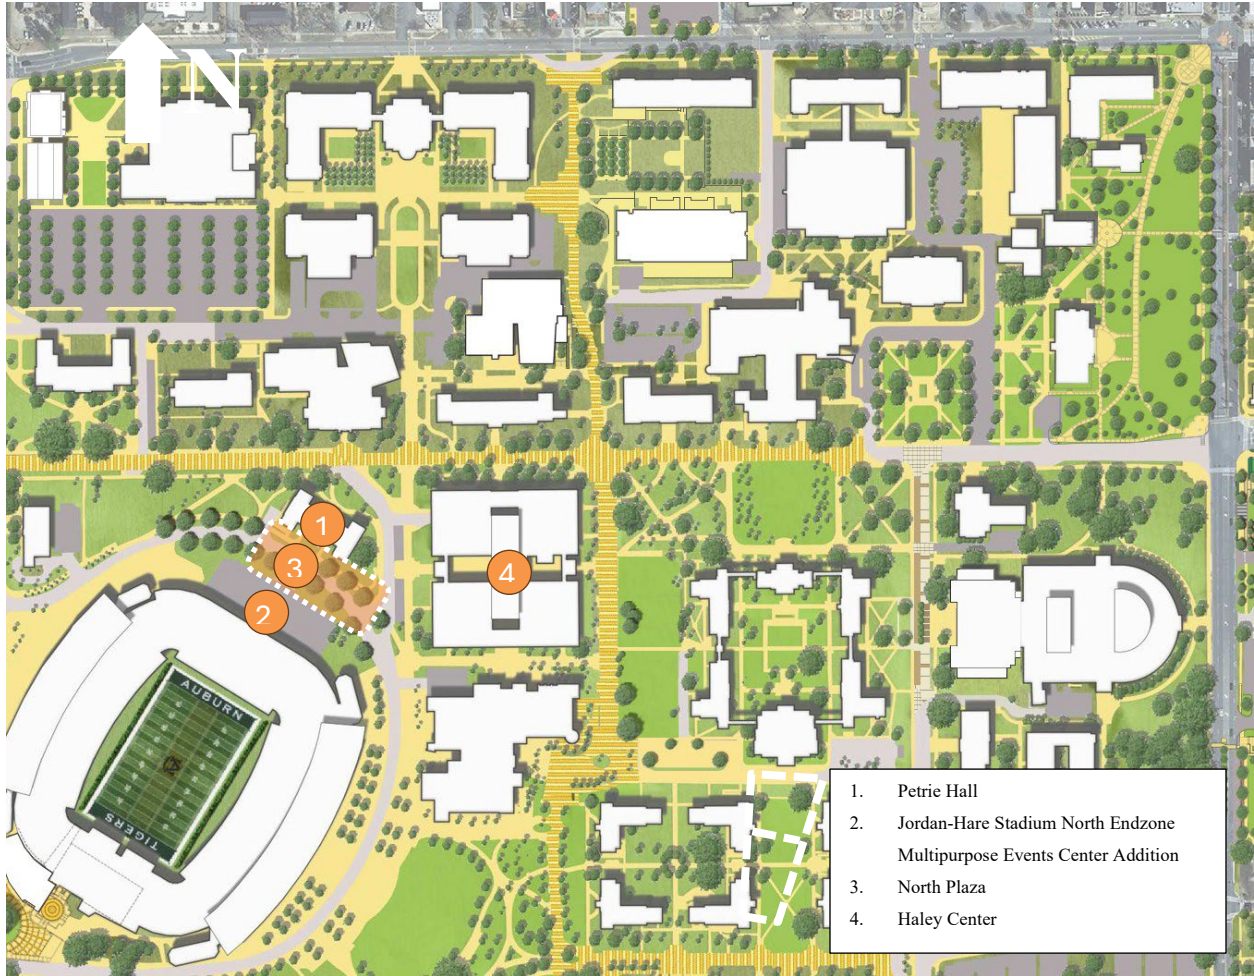 N
1
3
4
2
AUBURN
TIGERS
1. Petrie Hall
2. Jordan-Hare Stadium North Endzone
Multipurpose Events Center Addition
3. North Plaza
4. Haley Center